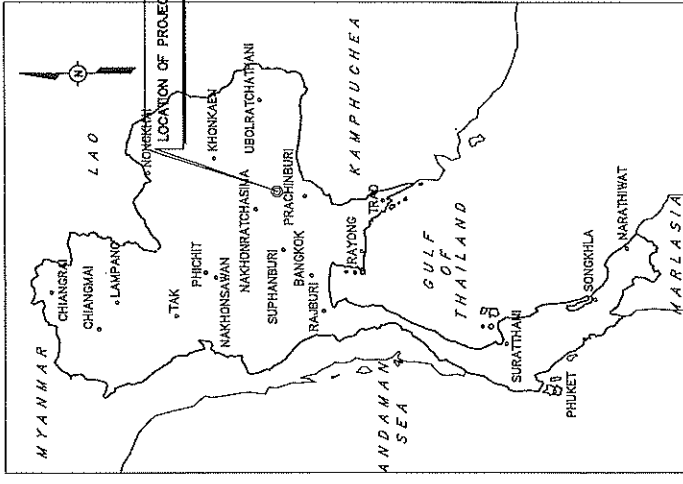 MYANMAR
CHIANGRAI
CHIANGMAI
LAMPANG
LAO
NONGKHAI
LOCATION OF PROJEC
N
TAK
PHICHIT
KHONKAEN
NAKHONSAWAN
NAKHONRATCHASIMA
UBOLRATCHATHANI
SUPHANBURI
PRACHINBURI
BANGKOK
RAJBURI
RAYONG
TRAD
KAMPHUCHEA
GULF
OF
THAILAND
ANDAMAN
SEA
SURATTHANI
PHUKET
SONGKHLA
NARATHIWAT
MARLASIA